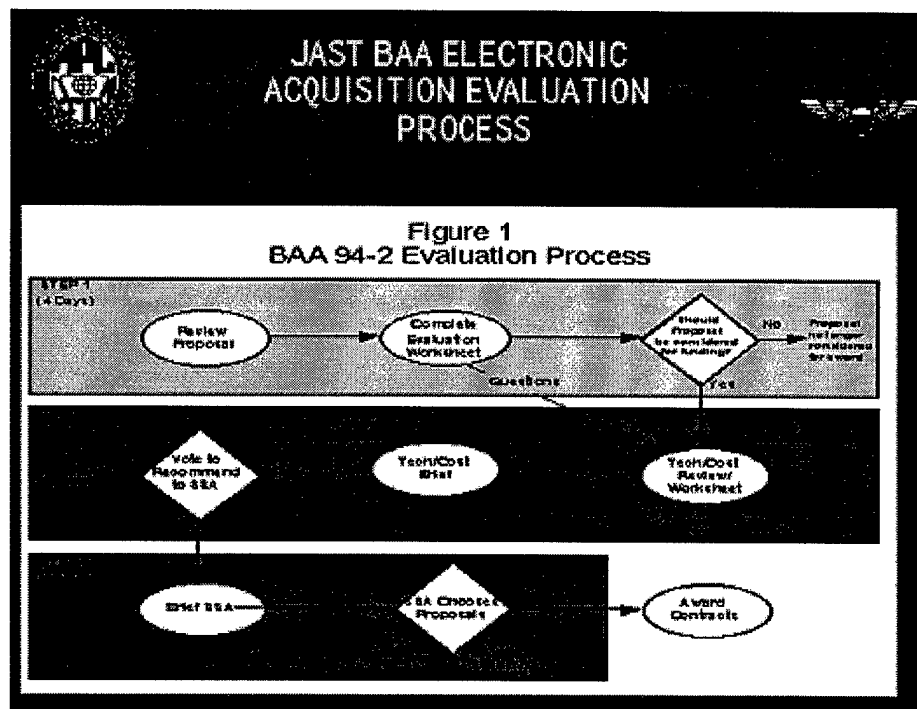 JAST BAA ELECTRONIC
ACQUISITION EVALUATION
PROCESS
Figure 1
BAA 94-2 Evaluation Process
STEP 1
(4 Days)
Review
Proposal
Complete
Evaluation
Worksheet
Should
Proposal
be considered
for funding?
No
Proposal
not
considered
for award
Questions
Yes
Vote to
Recommend
to SSA
Tech/Cost
Brief
Tech/Cost
Review/
Worksheet
Brief SSA
SSA Chooses
Proposals
Award
Contracts